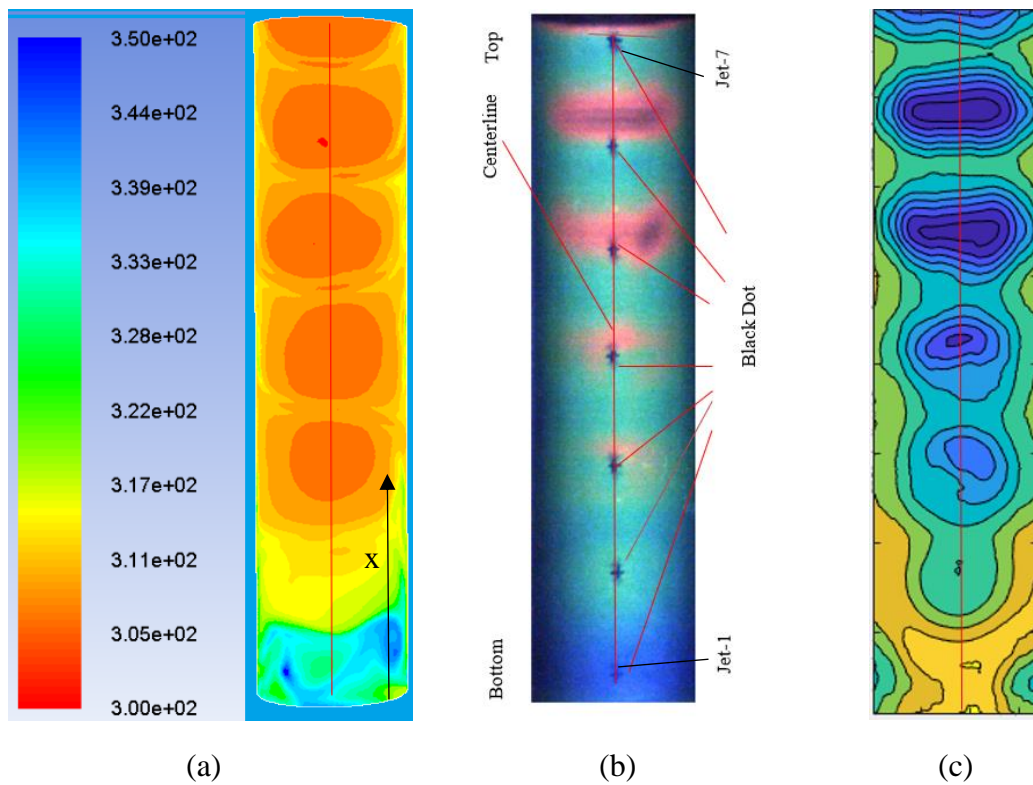 3.50e+02
3.44e+02
3.39e+02
3.33e+02
3.28e+02
3.22e+02
3.17e+02
3.11e+02
3.05e+02
3.00e+02
x
Top
Centerline
Bottom
Jet-7
Black Dot
Jet-1
(a)
(b)
(c)